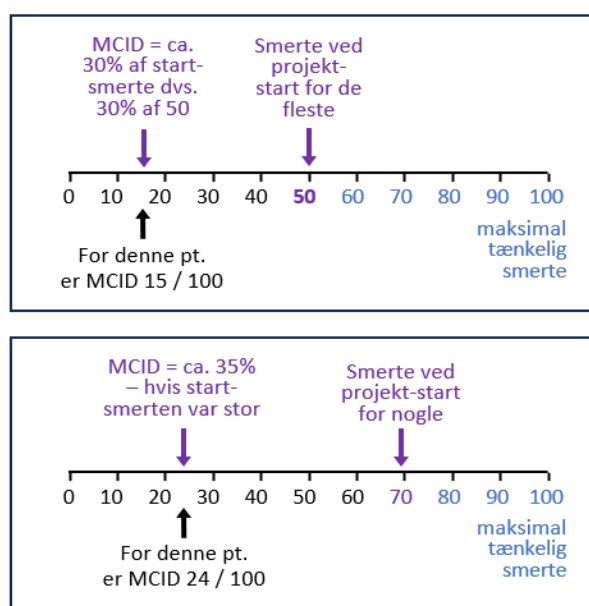 MCID = ca.
30% af start-
smerte dvs.
30% af 50
Smerte ved
projekt-
start for de
fleste
0 10 20 30 40 50 60 70 80 90 100
maksimal
tænkelig
smerte
For denne pt.
er MCID 15 / 100
MCID = ca. 35%
– hvis start-
smerten var stor
Smerte ved
projekt-start
for nogle
0 10 20 30 40 50 60 70 80 90 100
maksimal
tænkelig
smerte
For denne pt.
er MCID 24 / 100